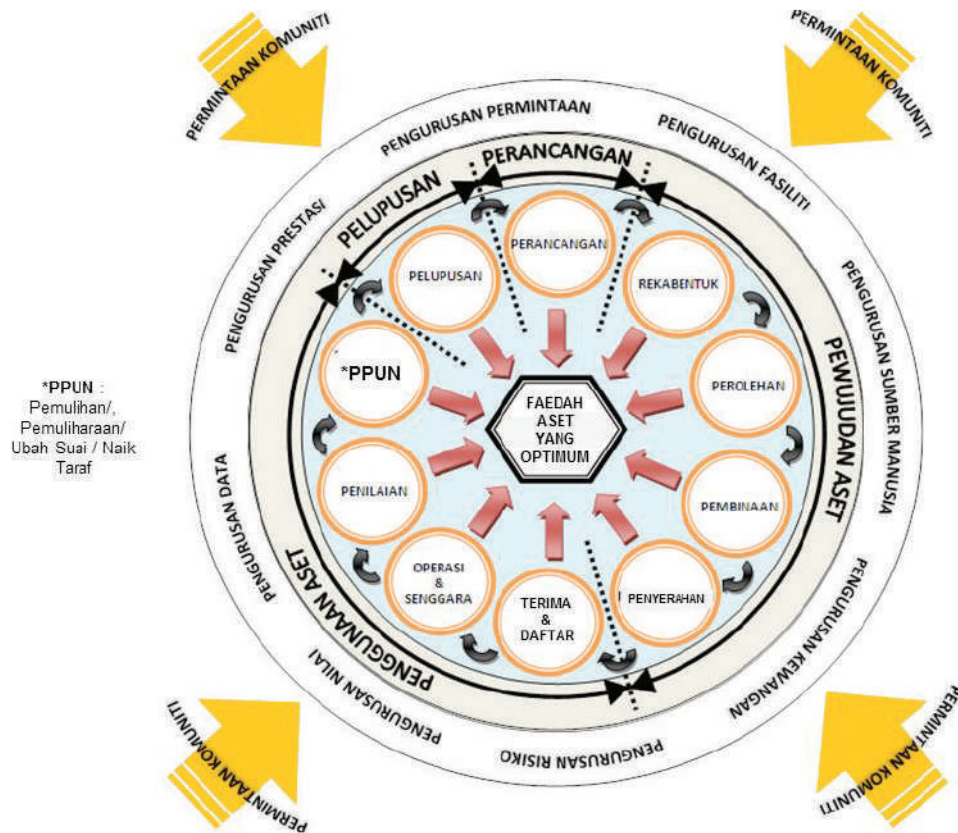 PERMINTAAN KOMUNITI
PERMINTAAN KOMUNITI
PENGURUSAN PERMINTAAN
PENGURUSAN FASILITI
PENGURUSAN SUMBER MANUSIA
PENGURUSAN KEWANGAN
PENGURUSAN RISIKO
PENGURUSAN NILAI
PENGURUSAN DATA
PENGURUSAN PRESTASI
PERANCANGAN
PEWUJUDAN ASET
PENGGUNAAN ASET
PELUPUSAN
PERANCANGAN
REKABENTUK
PEROLEHAN
PEMBINAAN
PENYERAHAN
TERIMA
&
DAFTAR
OPERASI
&
SENGGARA
PENILAIAN
*PPUN
PELUPUSAN
FAEDAH
ASET
YANG
OPTIMUM
*PPUN :
Pemulihan/,
Pemuliharaan/
Ubah Suai / Naik
Taraf
PERMINTAAN KOMUNITI
PERMINTAAN KOMUNITI